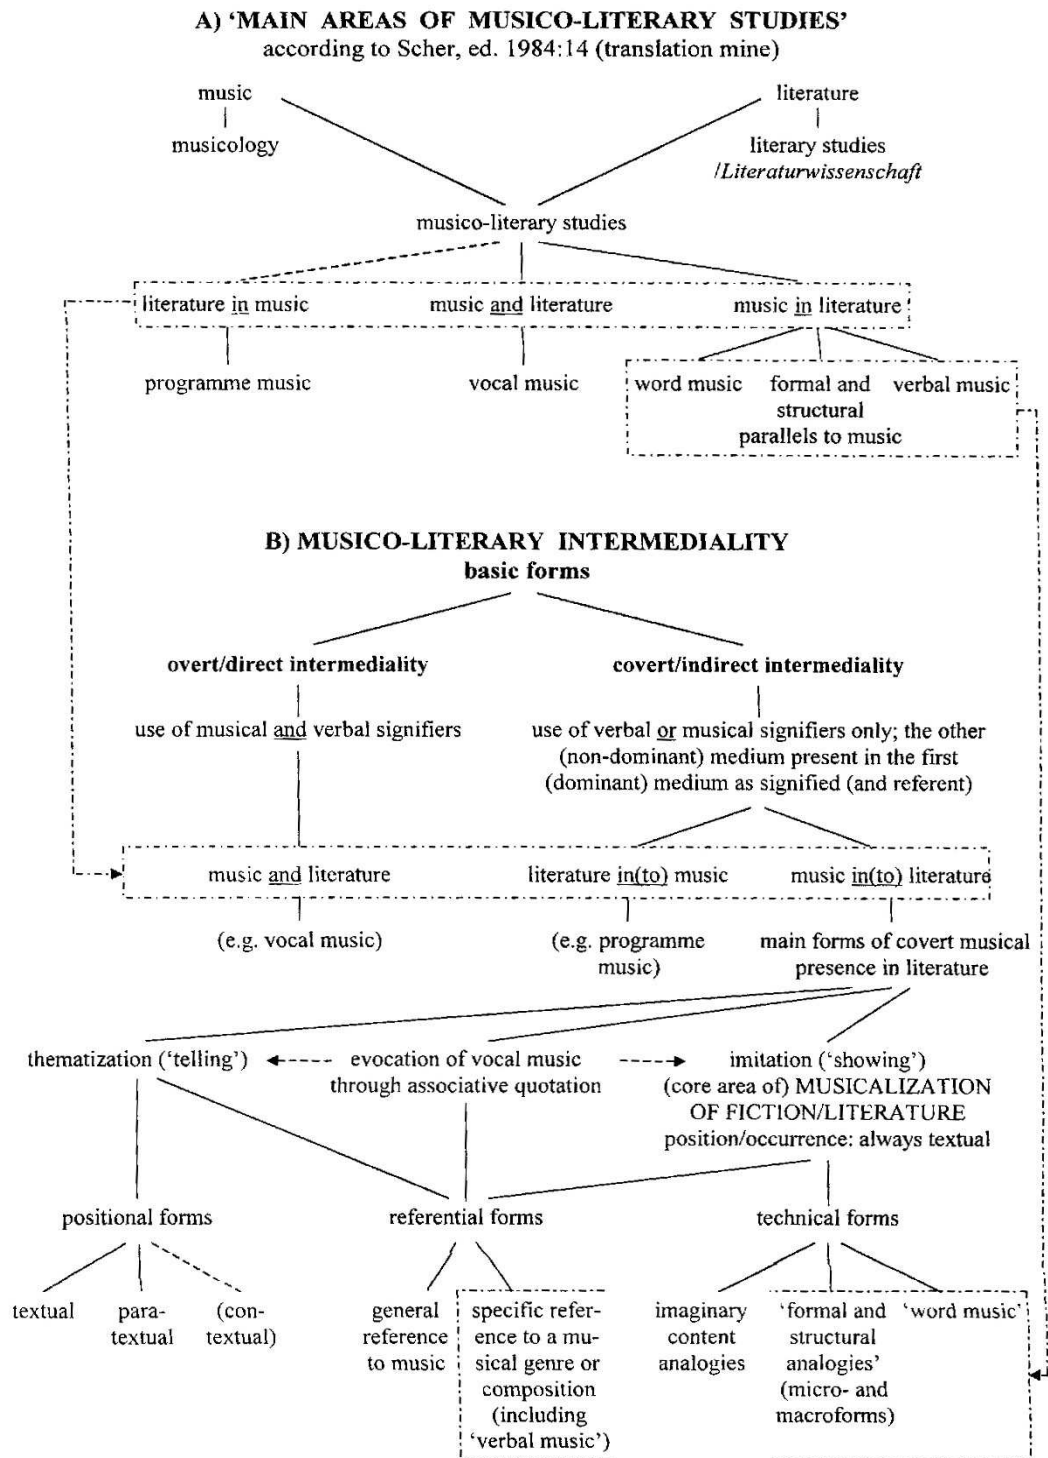 A) ‘MAIN AREAS OF MUSICO-LITERARY STUDIES’
according to Scher, ed. 1984:14 (translation mine)
music
literature
musicology
literary studies
/Literaturwissenschaft
musico-literary studies
literature in music
music and literature
music in literature
programme music
vocal music
word music
formal and
structural
parallels to music
verbal music
B) MUSICO-LITERARY INTERMEDIALITY
basic forms
overt/direct intermediality
covert/indirect intermediality
use of musical and verbal signifiers
use of verbal or musical signifiers only; the other
(non-dominant) medium present in the first
(dominant) medium as signified (and referent)
music and literature
literature in(to) music
music in(to) literature
(e.g. vocal music)
(e.g. programme
music)
main forms of covert musical
presence in literature
thematization (‘telling’)
evocation of vocal music
through associative quotation
imitation (‘showing’)
(core area of) MUSICALIZATION
OF FICTION/LITERATURE
position/occurrence: always textual
positional forms
referential forms
technical forms
textual
para-
textual
(con-
textual)
general
reference
to music
specific refer-
ence to a mu-
sical genre or
composition
(including
‘verbal music’)
imaginary
content
analogies
‘formal and
structural
analogies’
(micro- and
macroforms)
‘word music’